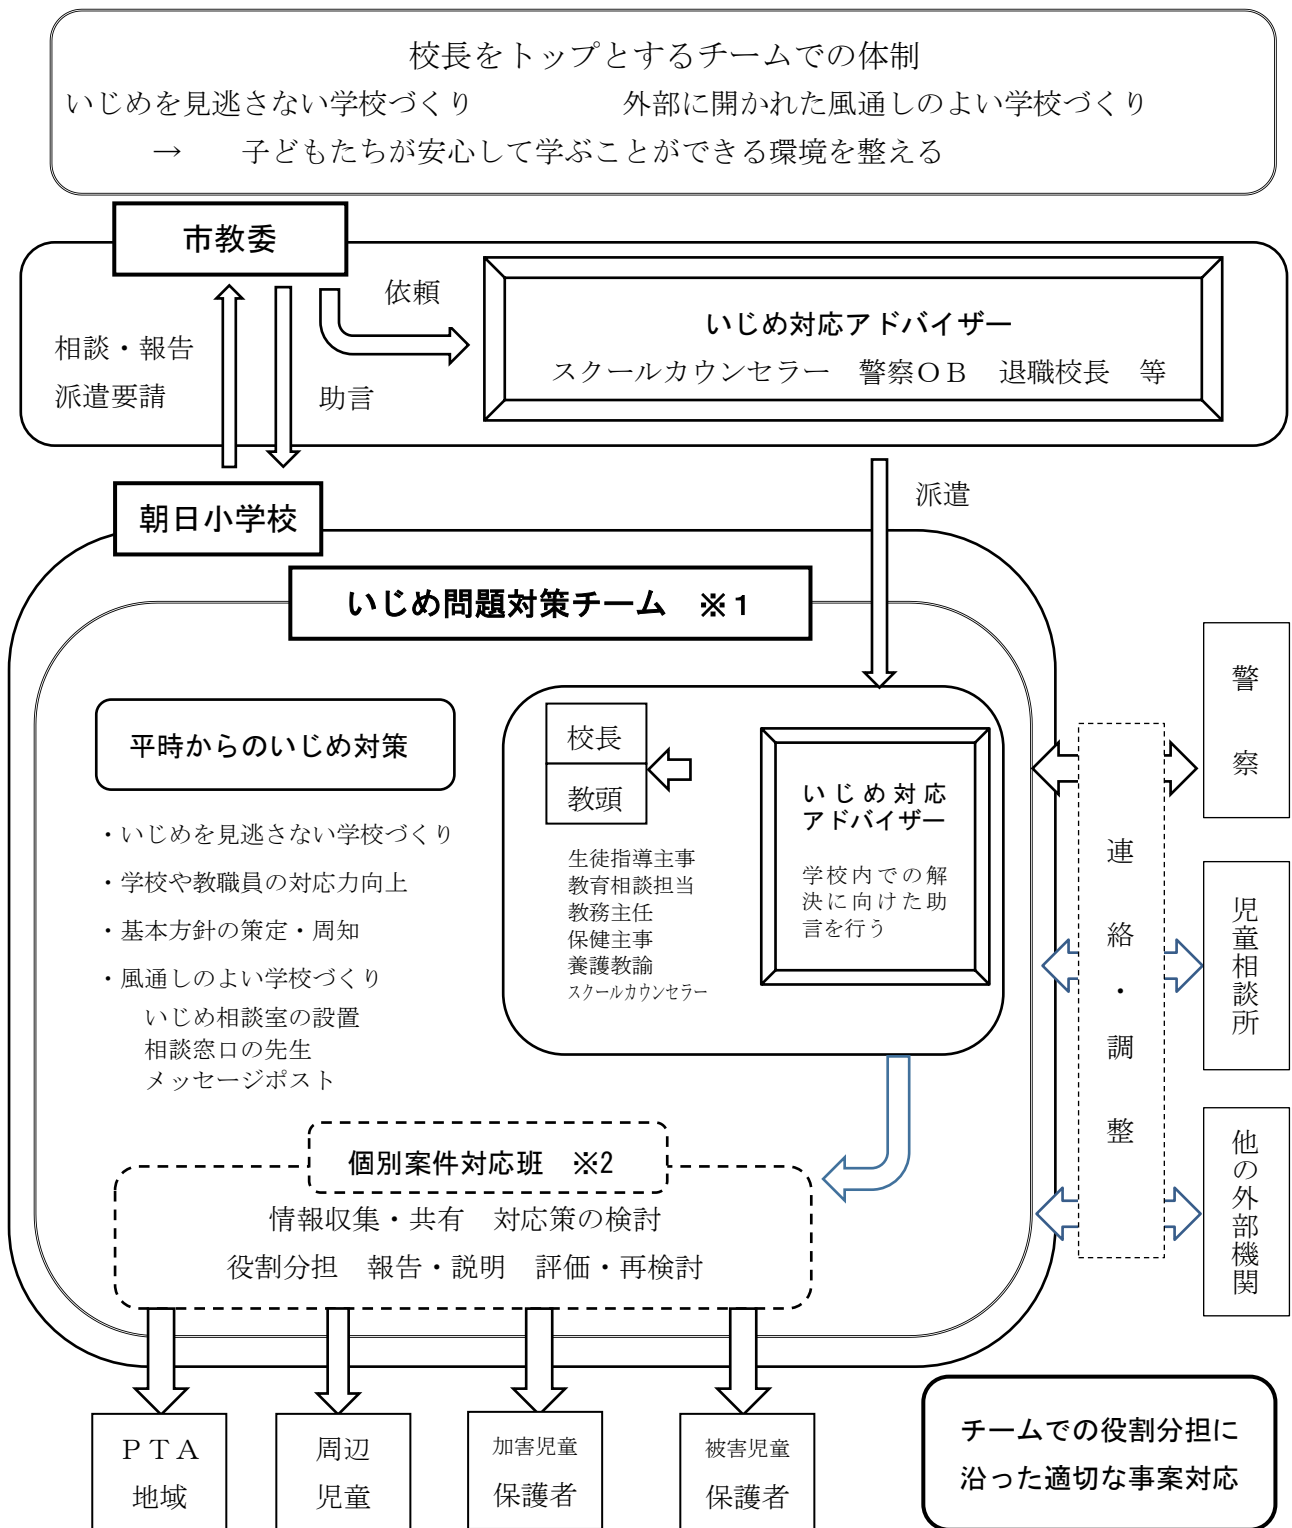 校長をトップとするチームでの体制
いじめを見逃さない学校づくり　外部に開かれた風通しのよい学校づくり
→　子どもたちが安心して学ぶことができる環境を整える
市教委
依頼
相談・報告
派遣要請
助言
いじめ対応アドバイザー
スクールカウンセラー　警察ＯＢ　退職校長　等
派遣
朝日小学校
いじめ問題対策チーム　※１
平時からのいじめ対策
・いじめを見逃さない学校づくり
・学校や教職員の対応力向上
・基本方針の策定・周知
・風通しのよい学校づくり
いじめ相談室の設置
相談窓口の先生
メッセージポスト
校長
教頭
生徒指導主事
教育相談担当
教務主任
保健主事
養護教諭
スクールカウンセラー
いじめ対応
アドバイザー
学校内での解
決に向けた助
言を行う
連絡・調整
警察
児童相談所
他の外部機関
個別案件対応班　※2
情報収集・共有　対応策の検討
役割分担　報告・説明　評価・再検討
ＰＴＡ
地域
周辺
児童
加害児童
保護者
被害児童
保護者
チームでの役割分担に
沿った適切な事案対応